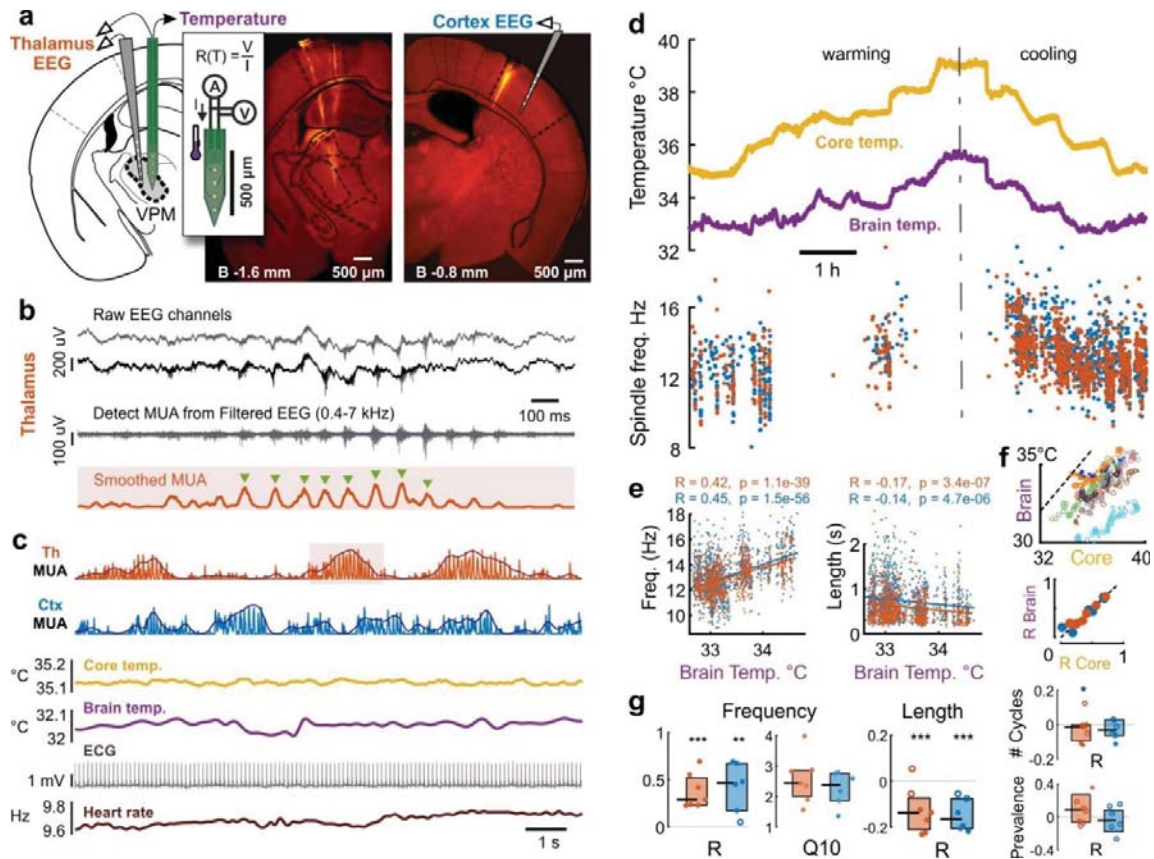 a
Temperature
Thalamus
EEG
R(T) = V/I
A
I
V
500 µm
VPM
B -1.6 mm
500 µm
Cortex EEG
B -0.8 mm
500 µm
b
Raw EEG channels
200 uV
100 ms
Detect MUA from Filtered EEG (0.4-7 kHz)
100 uV
Smoothed MUA
Thalamus
c
Th
MUA
Ctx
MUA
°C
35.2
35.1
Core temp.
°C
32.1
32
Brain temp.
ECG
1 mV
Hz
9.8
9.6
Heart rate
1 s
d
Temperature °C
40
38
36
34
32
warming
cooling
Core temp.
Brain temp.
1 h
Spindle freq. Hz
16
12
8
e
R = 0.42, p = 1.1e-39
R = 0.45, p = 1.5e-56
Freq. (Hz)
18
16
14
12
10
33
34
Brain Temp. °C
R = -0.17, p = 3.4e-07
R = -0.14, p = 4.7e-06
Length (s)
2
1
0
33
34
Brain Temp. °C
f
35°C
Brain
30
32
40
Core
R Brain
1
0
0
1
R Core
g
Frequency
1
0.5
0
***
**
R
4
3
2
1
Q10
Length
0.2
0
-0.2
***
***
R
# Cycles
0.2
0
-0.2
*
R
Prevalence
0.2
0
-0.2
R